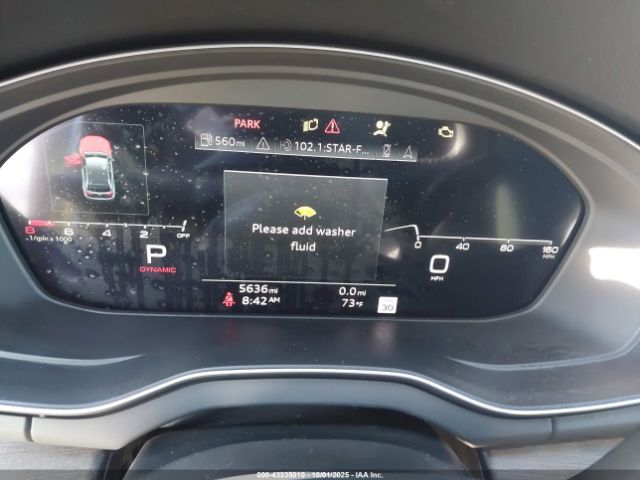 PARK
560mi
102.1:STAR-F...
Please add washer
fluid
8 6 4 2 OFF
1/min x 1000
P
DYNAMIC
0 40 80 160
0
MPH
5636mi 0.0mi
8:42AM 73°F
30
000-43335010 - 10/01/2025 - IAA Inc.